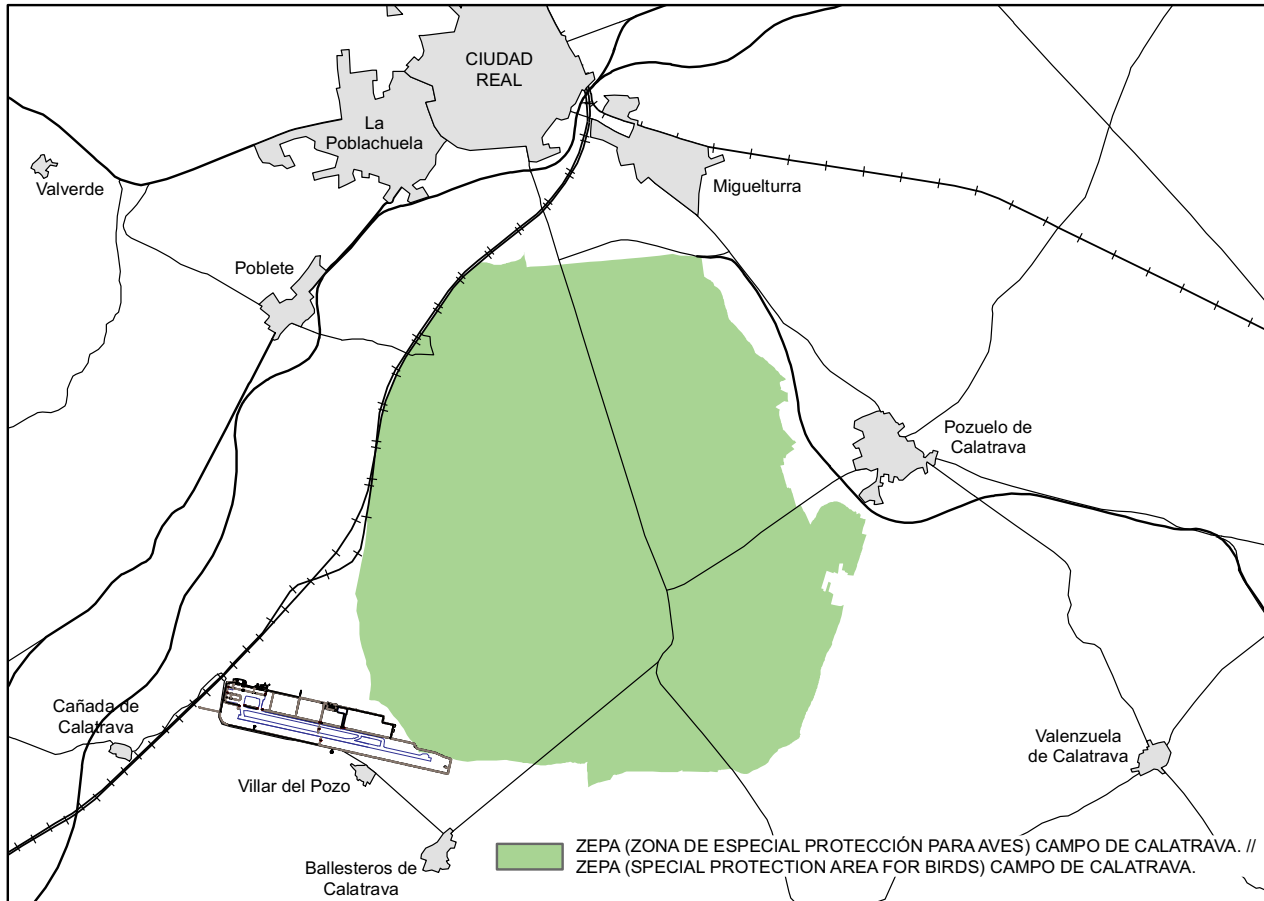 CIUDAD
REAL
La
Poblachuela
Valverde
Miguelturra
Poblete
Pozuelo de
Calatrava
Cañada de
Calatrava
Valenzuela
de Calatrava
Villar del Pozo
Ballesteros de
Calatrava
ZEPA (ZONA DE ESPECIAL PROTECCIÓN PARA AVES) CAMPO DE CALATRAVA. //
ZEPA (SPECIAL PROTECTION AREA FOR BIRDS) CAMPO DE CALATRAVA.